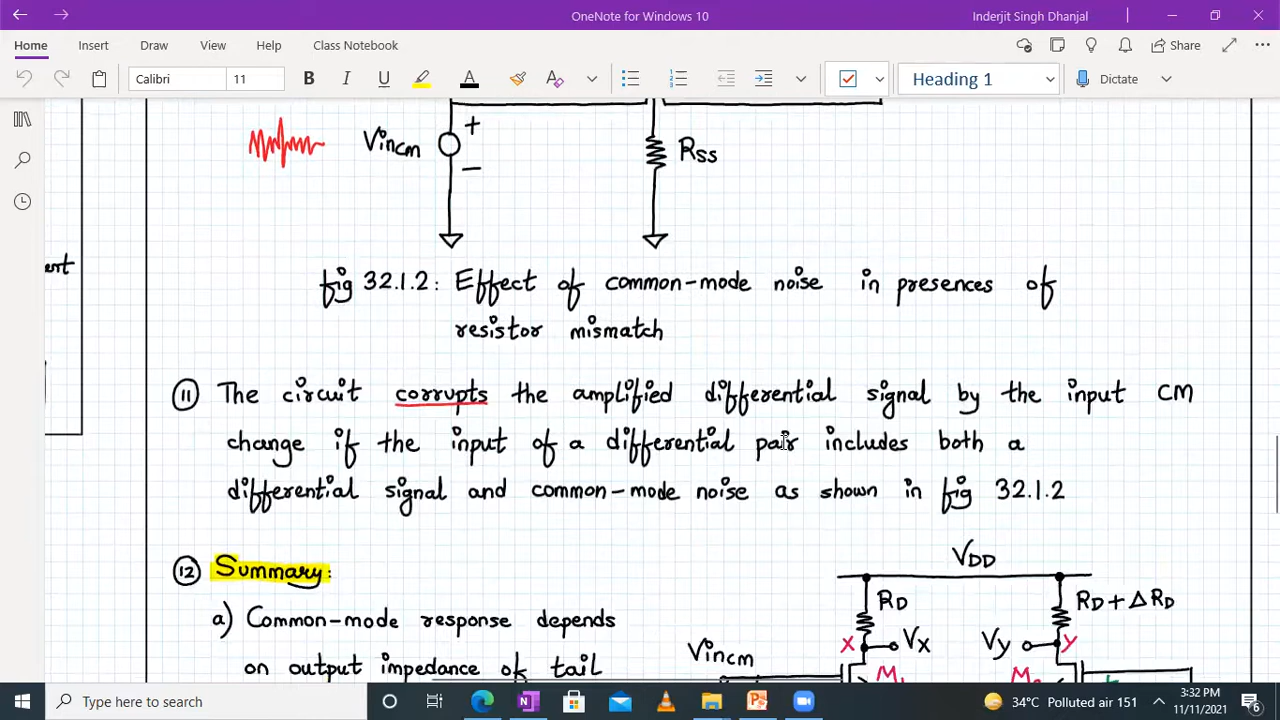 OneNote for Windows 10
Inderjit Singh Dhanjal
Home Insert Draw View Help Class Notebook
Share
Calibri 11 B I U A Heading 1 Dictate
Vincm + − RSS
fig 32.1.2: Effect of common-mode noise in presences of
resistor mismatch
ent
11 The circuit corrupts the amplified differential signal by the input CM
change if the input of a differential pair includes both a
differential signal and common-mode noise as shown in fig 32.1.2
12 Summary:
VDD
RD RD + ΔRD
a) Common-mode response depends
x Vx Vy y
on output impedance of tail
Vincm
Type here to search
34°C Polluted air 151
3:32 PM
11/11/2021
6